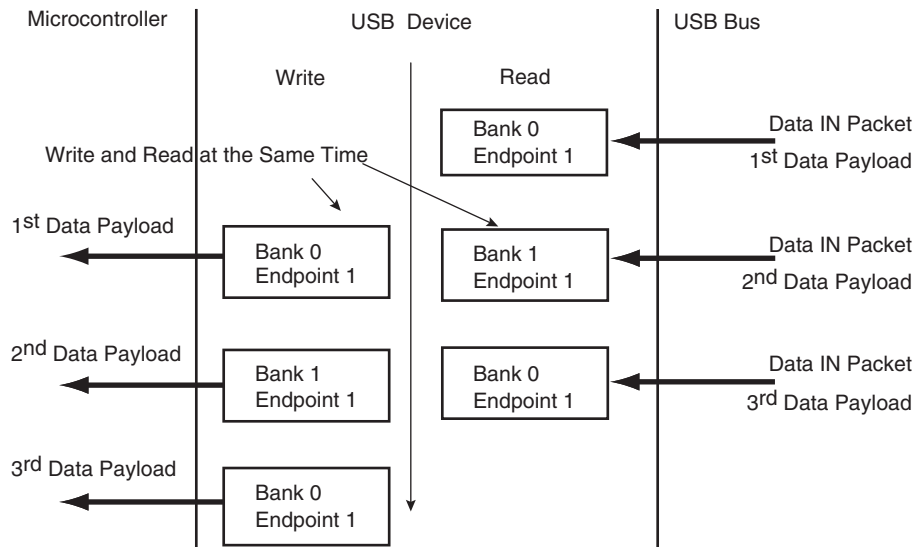 Microcontroller
USB Device
USB Bus
Write
Read
Bank 0
Endpoint 1
Data IN Packet
1st Data Payload
Write and Read at the Same Time
1st Data Payload
Bank 0
Endpoint 1
Bank 1
Endpoint 1
Data IN Packet
2nd Data Payload
2nd Data Payload
Bank 1
Endpoint 1
Bank 0
Endpoint 1
Data IN Packet
3rd Data Payload
3rd Data Payload
Bank 0
Endpoint 1